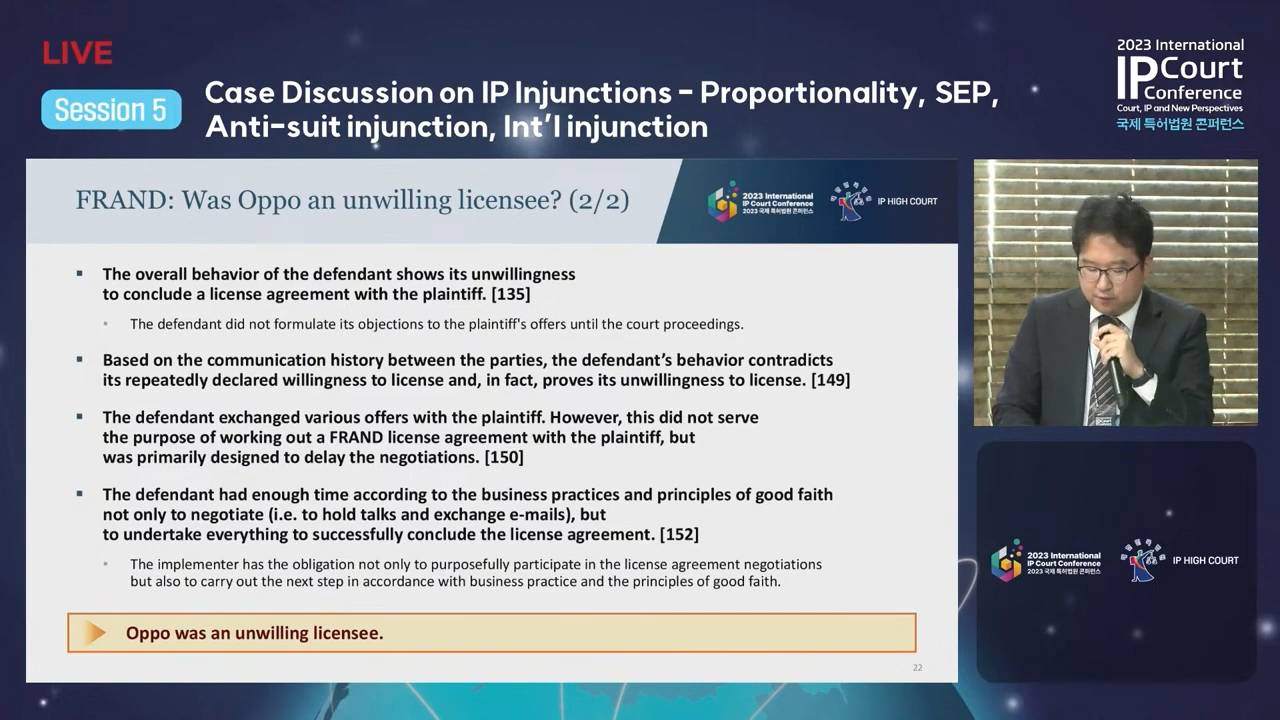 LIVE
Session 5
Case Discussion on IP Injunctions - Proportionality, SEP,
Anti-suit injunction, Int'l injunction
2023 International
IP Court
Conference
Court, IP and New Perspectives
국제 특허법원 콘퍼런스
FRAND: Was Oppo an unwilling licensee? (2/2)
2023 International
IP Court Conference
2023 국제 특허법원 콘퍼런스
IP HIGH COURT
▪ The overall behavior of the defendant shows its unwillingness
to conclude a license agreement with the plaintiff. [135]
• The defendant did not formulate its objections to the plaintiff's offers until the court proceedings.
▪ Based on the communication history between the parties, the defendant's behavior contradicts
its repeatedly declared willingness to license and, in fact, proves its unwillingness to license. [149]
▪ The defendant exchanged various offers with the plaintiff. However, this did not serve
the purpose of working out a FRAND license agreement with the plaintiff, but
was primarily designed to delay the negotiations. [150]
▪ The defendant had enough time according to the business practices and principles of good faith
not only to negotiate (i.e. to hold talks and exchange e-mails), but
to undertake everything to successfully conclude the license agreement. [152]
• The implementer has the obligation not only to purposefully participate in the license agreement negotiations
but also to carry out the next step in accordance with business practice and the principles of good faith.
Oppo was an unwilling licensee.
22
2023 International
IP Court Conference
2023 국제 특허법원 콘퍼런스
IP HIGH COURT